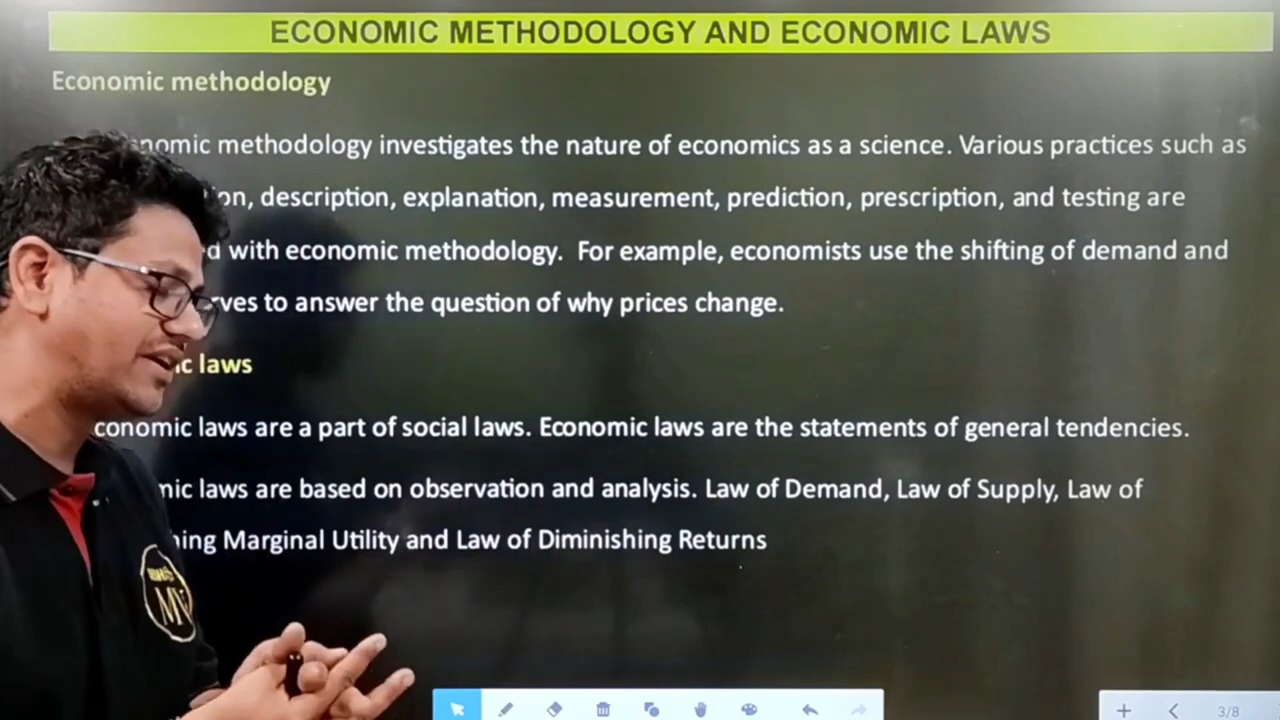 ECONOMIC METHODOLOGY AND ECONOMIC LAWS
Economic methodology
nomic methodology investigates the nature of economics as a science. Various practices such as
on, description, explanation, measurement, prediction, prescription, and testing are
d with economic methodology. For example, economists use the shifting of demand and
ves to answer the question of why prices change.
ic laws
conomic laws are a part of social laws. Economic laws are the statements of general tendencies.
mic laws are based on observation and analysis. Law of Demand, Law of Supply, Law of
ing Marginal Utility and Law of Diminishing Returns
3/8